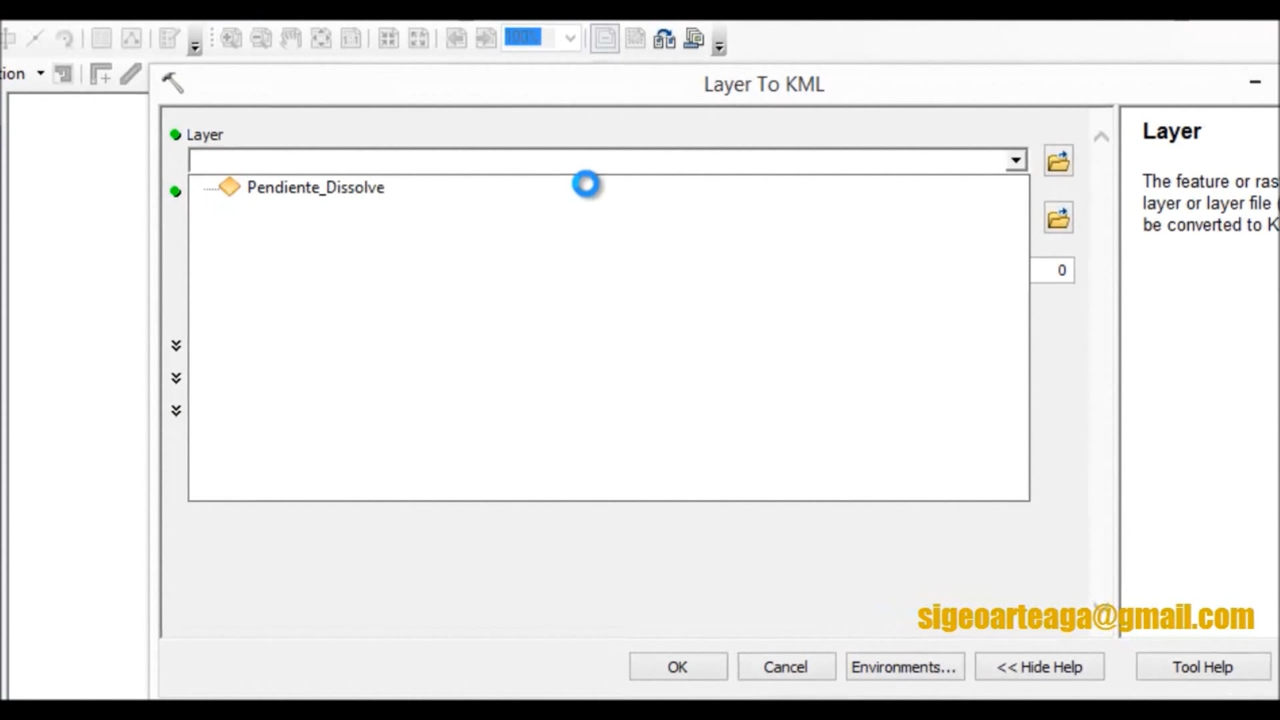 100%
ion
Layer To KML
Layer
Layer
Pendiente_Dissolve
The feature or ras
layer or layer file (
be converted to K
0
sigeoarteaga@gmail.com
OK
Cancel
Environments...
<< Hide Help
Tool Help